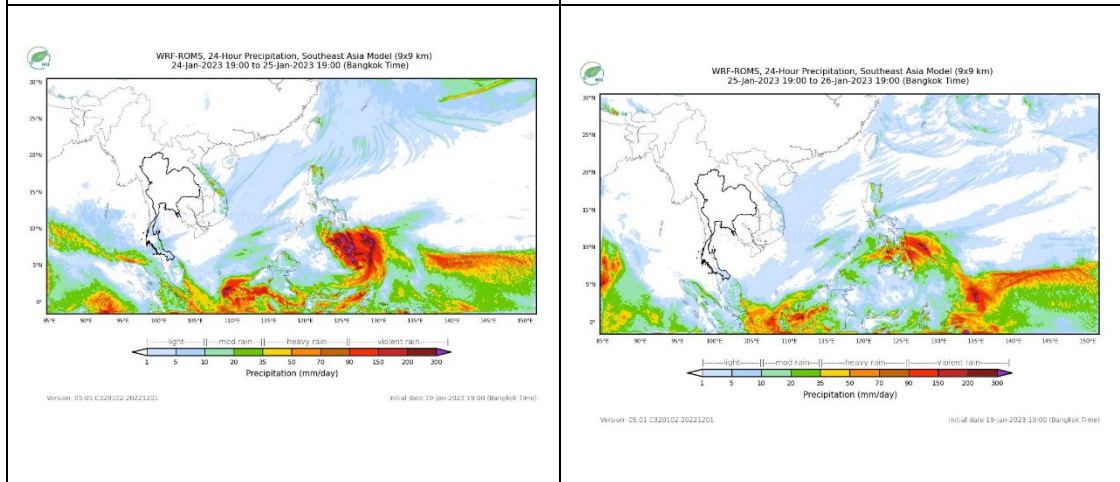 WRF-ROMS, 24-Hour Precipitation, Southeast Asia Model (9x9 km)
24-Jan-2023 19:00 to 25-Jan-2023 19:00 (Bangkok Time)
30°N
25°N
20°N
15°N
10°N
5°N
0°
85°E 90°E 95°E 100°E 105°E 110°E 115°E 120°E 125°E 130°E 135°E 140°E 145°E 150°E
|--------light--------||----mod.rain----||--------heavy rain--------||--------violent rain--------|
1 5 10 20 35 50 70 90 150 200 300
Precipitation (mm/day)
Version: 05.01.C320102.20221201
initial date 19-Jan-2023 19:00 (Bangkok Time)
WRF-ROMS, 24-Hour Precipitation, Southeast Asia Model (9x9 km)
25-Jan-2023 19:00 to 26-Jan-2023 19:00 (Bangkok Time)
30°N
25°N
20°N
15°N
10°N
5°N
0°
85°E 90°E 95°E 100°E 105°E 110°E 115°E 120°E 125°E 130°E 135°E 140°E 145°E 150°E
|--------light--------||----mod.rain----||--------heavy rain--------||--------violent rain--------|
1 5 10 20 35 50 70 90 150 200 300
Precipitation (mm/day)
Version: 05.01.C320102.20221201
initial date 19-Jan-2023 19:00 (Bangkok Time)